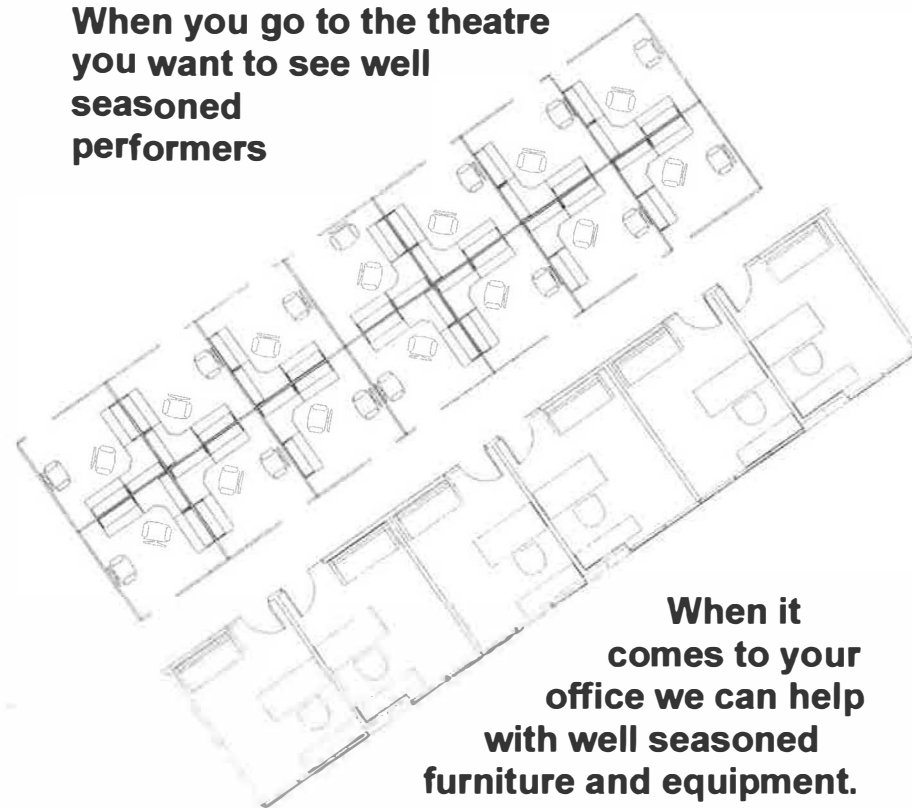 When you go to the theatre
you want to see well
seasoned
performers
When it
comes to your
office we can help
with well seasoned
furniture and equipment.